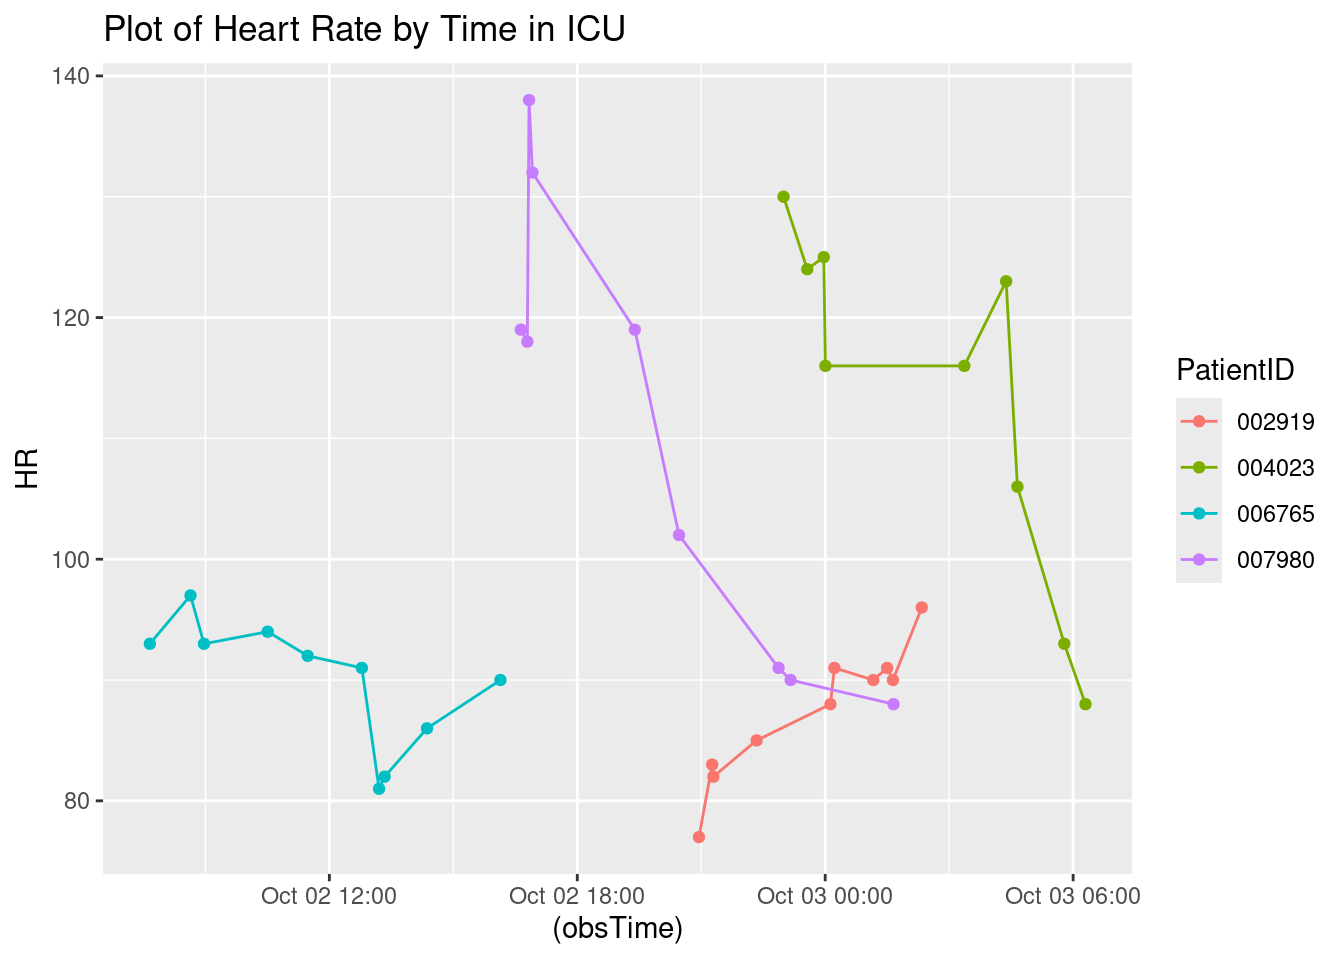 Plot of Heart Rate by Time in ICU
140
120
100
80
HR
Oct 02 12:00
Oct 02 18:00
Oct 03 00:00
Oct 03 06:00
(obsTime)
PatientID
002919
004023
006765
007980